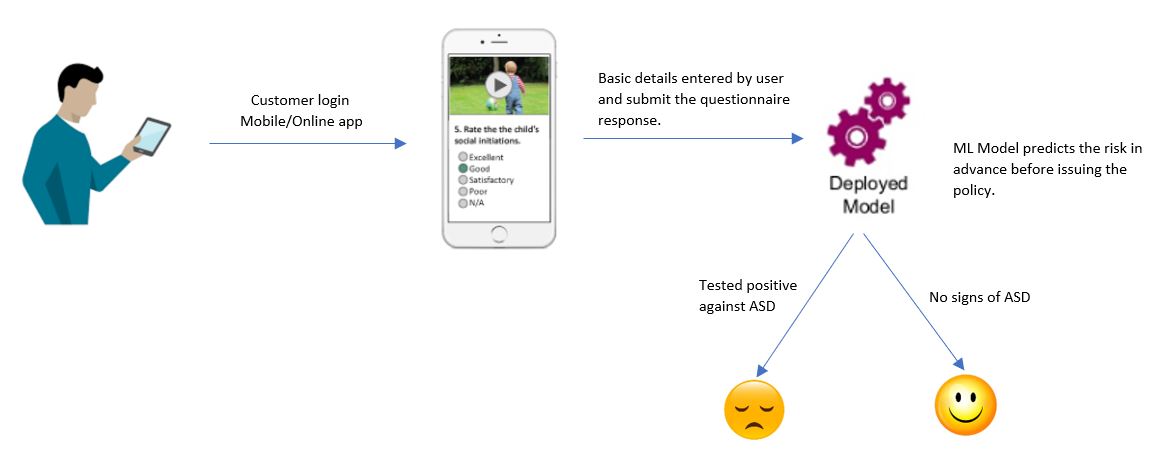 Customer login
Mobile/Online app
5. Rate the the child's
social initiations.
Excellent
Good
Satisfactory
Poor
N/A
Basic details entered by user
and submit the questionnaire
response.
Deployed
Model
ML Model predicts the risk in
advance before issuing the
policy.
Tested positive
against ASD
No signs of ASD